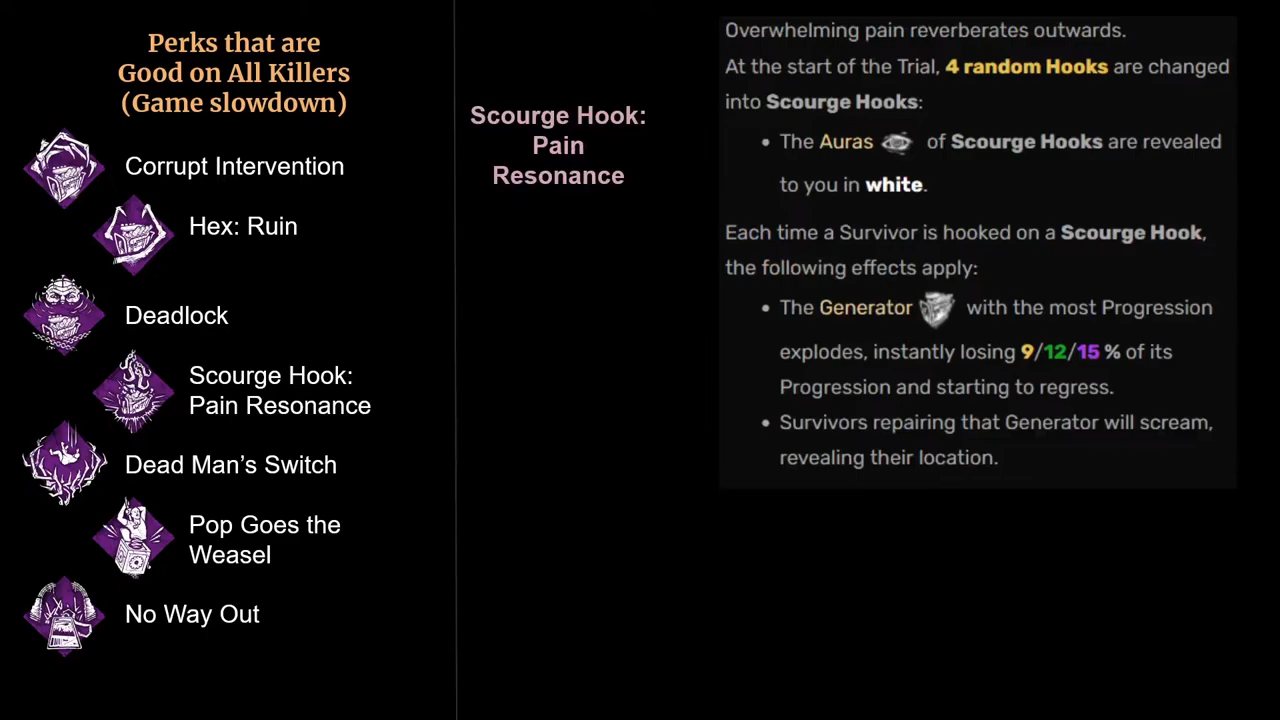 Perks that are
Good on All Killers
(Game slowdown)
Corrupt Intervention
Hex: Ruin
Deadlock
Scourge Hook:
Pain Resonance
Dead Man's Switch
Pop Goes the
Weasel
No Way Out
Scourge Hook:
Pain
Resonance
Overwhelming pain reverberates outwards.
At the start of the Trial, 4 random Hooks are changed
into Scourge Hooks:
• The Auras of Scourge Hooks are revealed
to you in white.
Each time a Survivor is hooked on a Scourge Hook,
the following effects apply:
• The Generator with the most Progression
explodes, instantly losing 9/12/15 % of its
Progression and starting to regress.
• Survivors repairing that Generator will scream,
revealing their location.